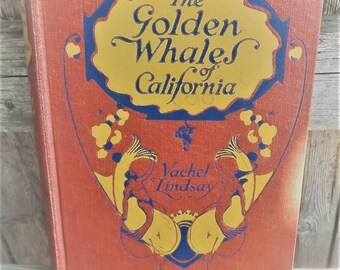 The
Golden
Whales
of
California
Vachel
Lindsay